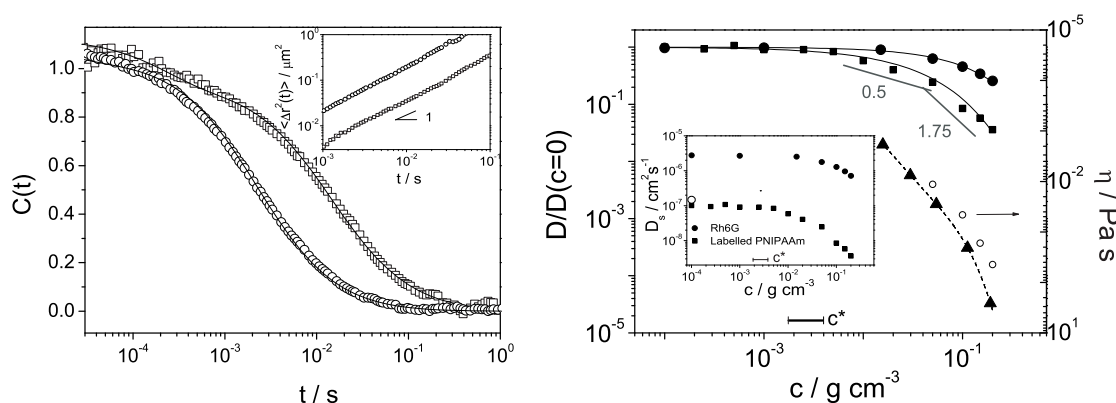 1.0
0.8
0.6
0.4
0.2
0.0
C(t)
10⁻⁴
10⁻³
10⁻²
10⁻¹
10⁰
t / s
10⁰
10⁻¹
10⁻²
<Δr²(t)> / μm²
1
10⁻³
10⁻²
10⁻¹
t / s
10⁻¹
10⁻³
10⁻⁵
D/D(c=0)
0.5
1.75
10⁻⁵
10⁻²
10¹
η / Pa s
10⁻⁵
10⁻⁶
10⁻⁷
10⁻⁸
Dₛ / cm²s⁻¹
Rh6G
Labelled PNIPAAm
c*
10⁻⁴
10⁻³
10⁻²
10⁻¹
c / g cm⁻³
c*
10⁻³
10⁻¹
c / g cm⁻³